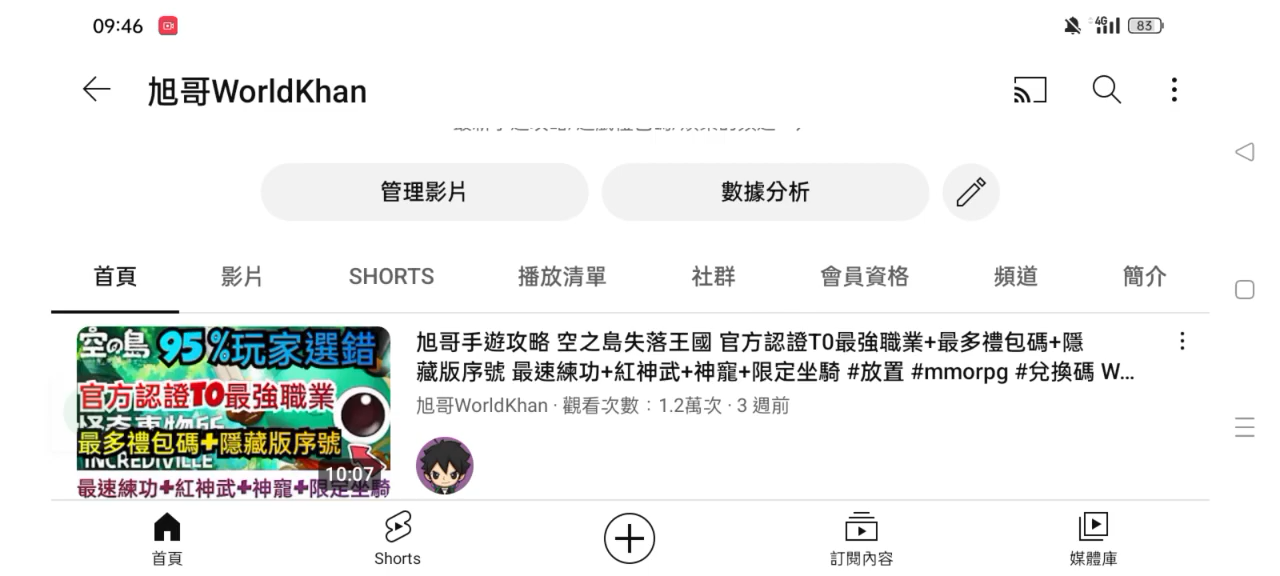 09:46
4G
83
旭哥WorldKhan
管理影片
數據分析
首頁
影片
SHORTS
播放清單
社群
會員資格
頻道
簡介
空の島 95%玩家選錯
官方認證T0最強職業
最多禮包碼+隱藏版序號
INCREDIVILLE
10:07
最速練功+紅神武+神寵+限定坐騎
旭哥手遊攻略 空之島失落王國 官方認證T0最強職業+最多禮包碼+隱
藏版序號 最速練功+紅神武+神寵+限定坐騎 #放置 #mmorpg #兌換碼 W...
旭哥WorldKhan · 觀看次數：1.2萬次 · 3 週前
首頁
Shorts
訂閱內容
媒體庫